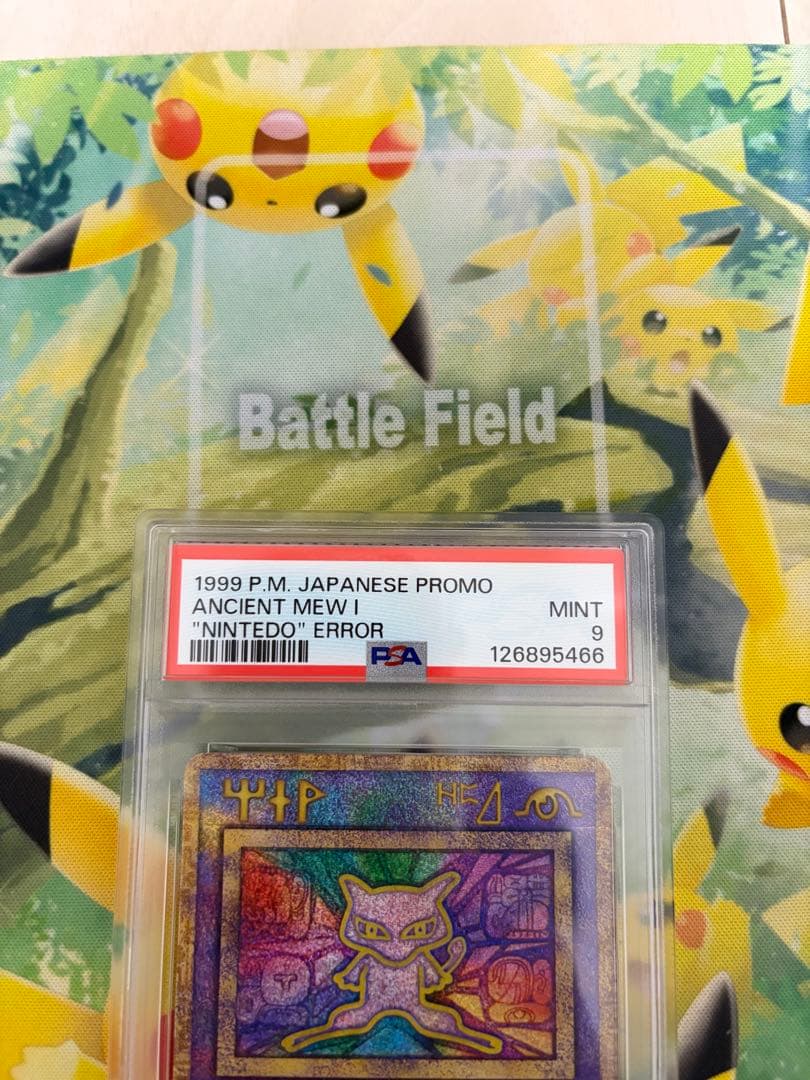 Battle Field
1999 P.M. JAPANESE PROMO
ANCIENT MEW I MINT
"NINTEDO" ERROR 9
PSA 126895466